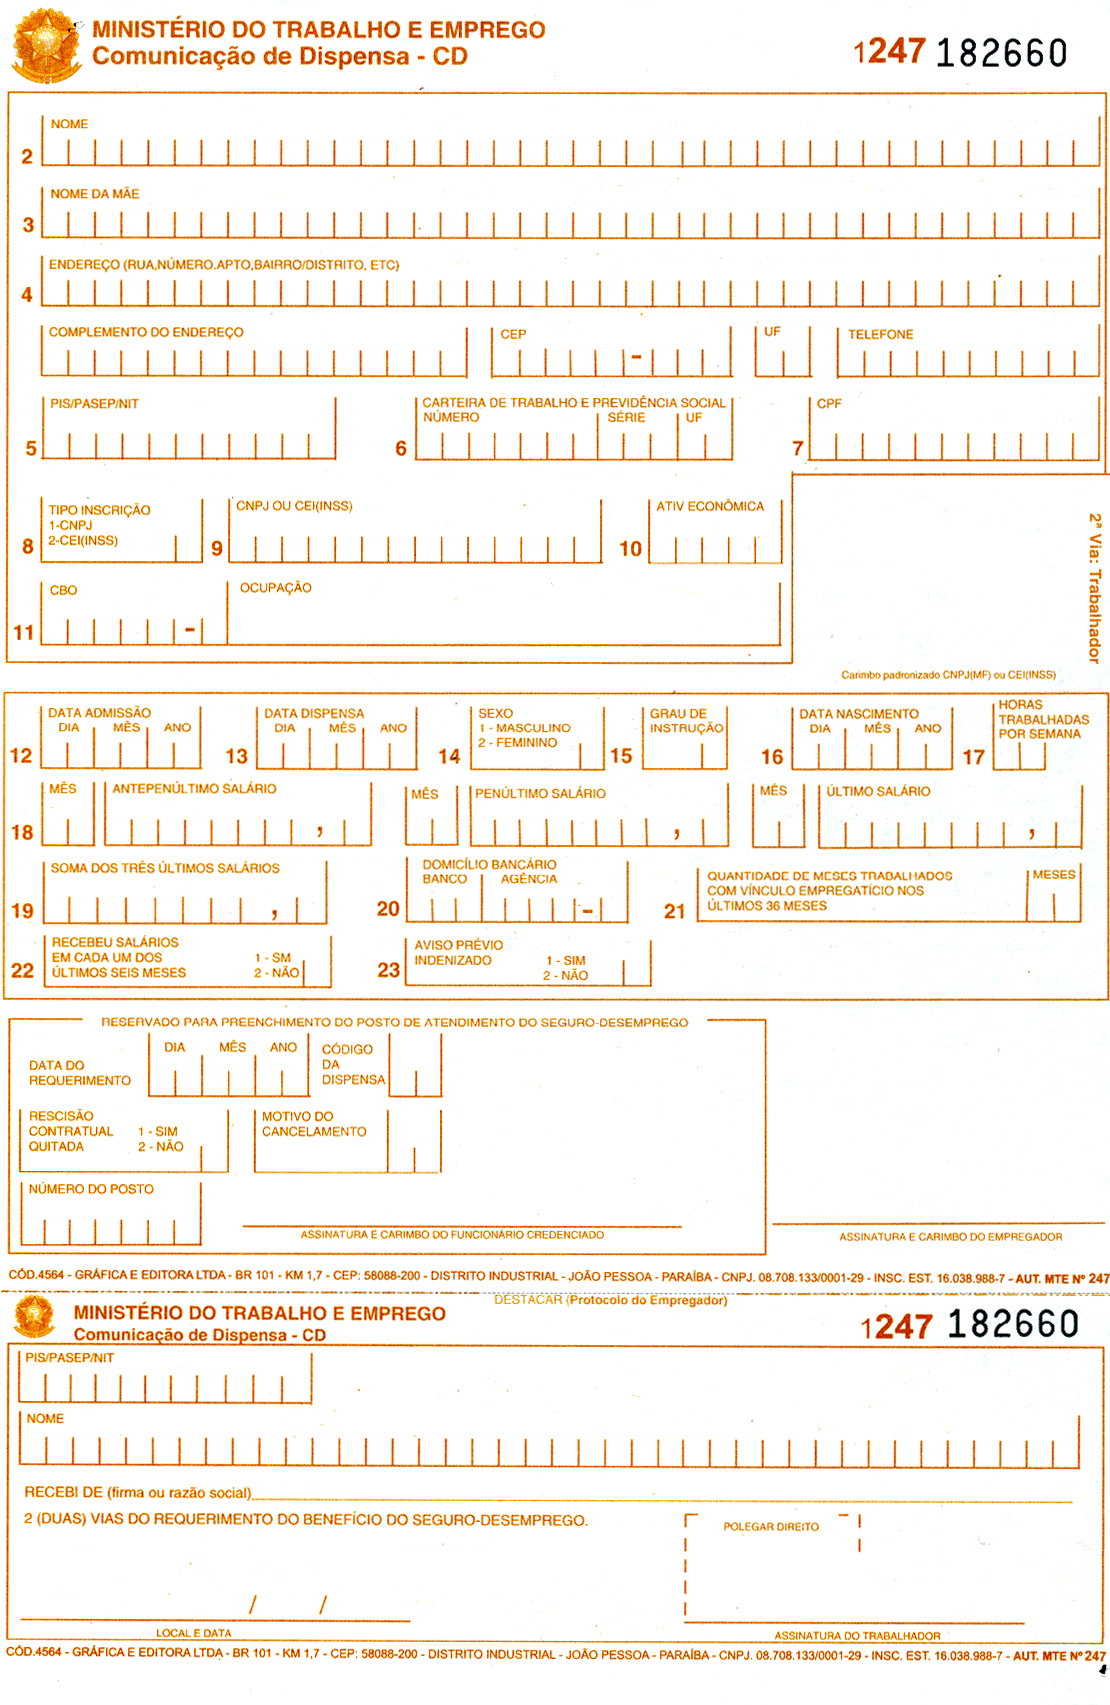 MINISTÉRIO DO TRABALHO E EMPREGO
Comunicação de Dispensa - CD
1247 182660
NOME
2
NOME DA MÃE
3
ENDEREÇO (RUA,NÚMERO.APTO,BAIRRO/DISTRITO, ETC)
4
COMPLEMENTO DO ENDEREÇO CEP - UF TELEFONE
PIS/PASEP/NIT CARTEIRA DE TRABALHO E PREVIDÊNCIA SOCIAL CPF
NÚMERO SÉRIE UF
5 6 7
TIPO INSCRIÇÃO CNPJ OU CEI(INSS) ATIV ECONÔMICA
1-CNPJ
2-CEI(INSS)
8 9 10
2ª Via: Trabalhador
CBO OCUPAÇÃO
11 -
Carimbo padronizado CNPJ(MF) ou CEI(INSS)
DATA ADMISSÃO DATA DISPENSA SEXO GRAU DE INSTRUÇÃO DATA NASCIMENTO HORAS TRABALHADAS POR SEMANA
DIA MÊS ANO DIA MÊS ANO 1 - MASCULINO DIA MÊS ANO
2 - FEMININO
12 13 14 15 16 17
MÊS ANTEPENÚLTIMO SALÁRIO MÊS PENÚLTIMO SALÁRIO MÊS ÚLTIMO SALÁRIO
18 , , ,
SOMA DOS TRÊS ÚLTIMOS SALÁRIOS DOMICÍLIO BANCÁRIO QUANTIDADE DE MESES TRABALHADOS MESES
BANCO AGÊNCIA COM VÍNCULO EMPREGATÍCIO NOS
ÚLTIMOS 36 MESES
19 , 20 - 21
RECEBEU SALÁRIOS AVISO PRÉVIO
EM CADA UM DOS 1 - SM INDENIZADO 1 - SIM
22 ÚLTIMOS SEIS MESES 2 - NÃO 23 2 - NÃO
RESERVADO PARA PREENCHIMENTO DO POSTO DE ATENDIMENTO DO SEGURO-DESEMPREGO
DIA MÊS ANO CÓDIGO
DATA DO DA
REQUERIMENTO DISPENSA
RESCISÃO MOTIVO DO
CONTRATUAL 1 - SIM CANCELAMENTO
QUITADA 2 - NÃO
NÚMERO DO POSTO
ASSINATURA E CARIMBO DO FUNCIONÁRIO CREDENCIADO ASSINATURA E CARIMBO DO EMPREGADOR
CÓD.4564 - GRÁFICA E EDITORA LTDA - BR 101 - KM 1,7 - CEP: 58088-200 - DISTRITO INDUSTRIAL - JOÃO PESSOA - PARAÍBA - CNPJ. 08.708.133/0001-29 - INSC. EST. 16.038.988-7 - AUT. MTE Nº 247
DESTACAR (Protocolo do Empregador)
MINISTÉRIO DO TRABALHO E EMPREGO
Comunicação de Dispensa - CD
1247 182660
PIS/PASEP/NIT
NOME
RECEBI DE (firma ou razão social)
2 (DUAS) VIAS DO REQUERIMENTO DO BENEFÍCIO DO SEGURO-DESEMPREGO.
POLEGAR DIREITO
/ /
LOCAL E DATA ASSINATURA DO TRABALHADOR
CÓD.4564 - GRÁFICA E EDITORA LTDA - BR 101 - KM 1,7 - CEP: 58088-200 - DISTRITO INDUSTRIAL - JOÃO PESSOA - PARAÍBA - CNPJ. 08.708.133/0001-29 - INSC. EST. 16.038.988-7 - AUT. MTE Nº 247